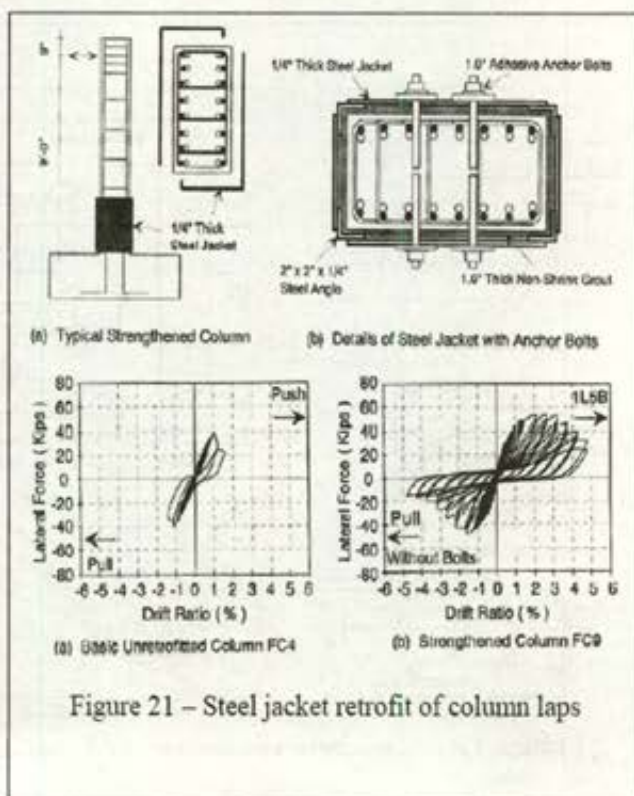 9"
9'-0"
1/4" Thick
Steel Jacket
1/4" Thick Steel Jacket
1.0" Adhesive Anchor Bolts
2" x 2" x 1/4"
Steel Angle
1.0" Thick Non-Shrink Grout
(a) Typical Strengthened Column
(b) Details of Steel Jacket with Anchor Bolts
Lateral Force ( Kips )
80
60
40
20
0
-20
-40
-60
-80
Push
Pull
-6 -5 -4 -3 -2 -1 0 1 2 3 4 5 6
Drift Ratio ( % )
(a) Basic Unretrofitted Column FC4
Lateral Force ( Kips )
80
60
40
20
0
-20
-40
-60
-80
1L5B
Pull
Without Bolts
-6 -5 -4 -3 -2 -1 0 1 2 3 4 5 6
Drift Ratio ( % )
(b) Strengthened Column FC9
Figure 21 – Steel jacket retrofit of column laps